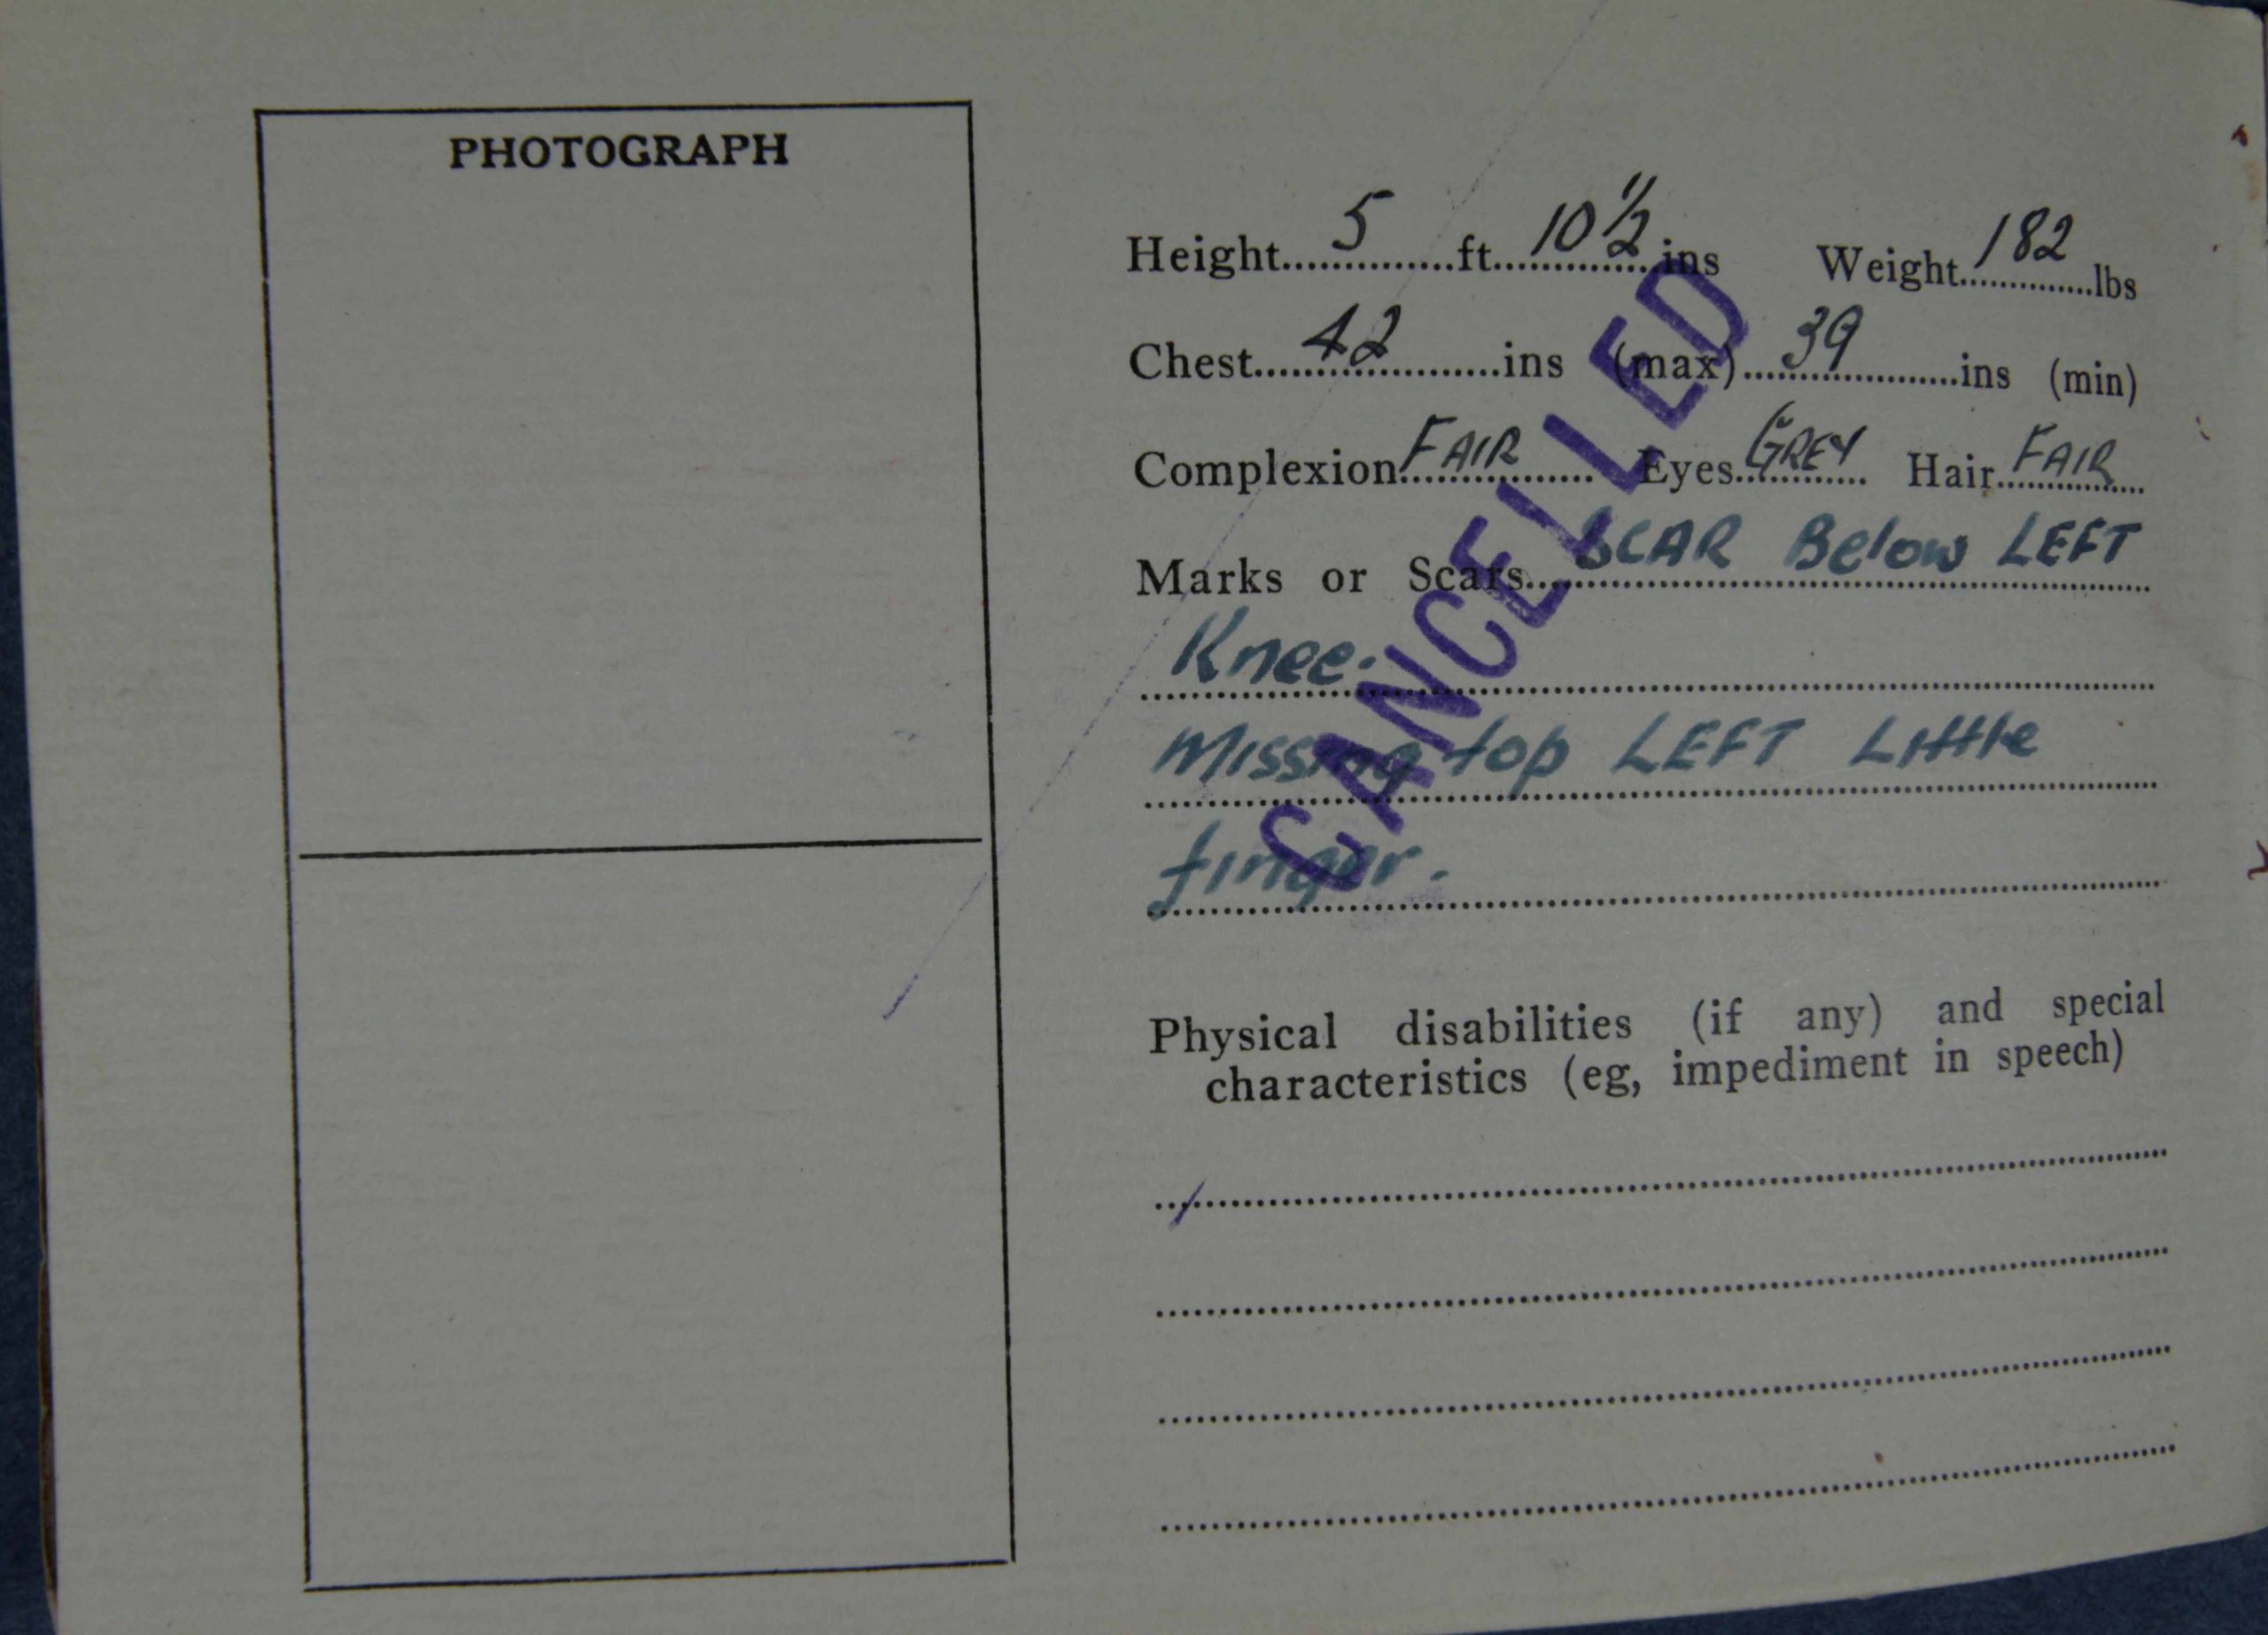 PHOTOGRAPH
Height 5 ft 10 1/2 ins Weight 182 lbs
Chest 42 ins (max) 39 ins (min)
Complexion FAIR Eyes GREY Hair FAIR
Marks or Scars SCAR Below LEFT
Knee.
Missing top LEFT Little
finger.
CANCELLED
Physical disabilities (if any) and special
characteristics (eg, impediment in speech)